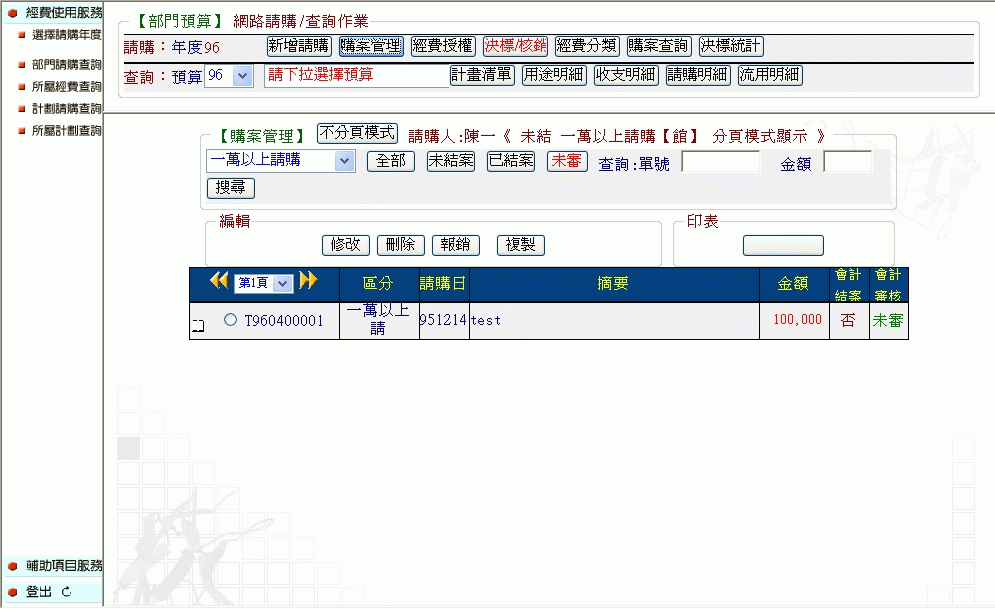 經費使用服務
選擇請購年度
部門請購查詢
所屬經費查詢
計劃請購查詢
所屬計劃查詢
輔助項目服務
登出
【部門預算】 網路請購/查詢作業
請購：年度96 新增請購 購案管理 經費授權 決標/核銷 經費分類 購案查詢 決標統計
查詢：預算 96 請下拉選擇預算 計畫清單 用途明細 收支明細 請購明細 流用明細
【購案管理】 不分頁模式 請購人:陳一《 未結 一萬以上請購【館】 分頁模式顯示 》
一萬以上請購 全部 未結案 已結案 未審 查詢:單號 金額
搜尋
編輯 印表
修改 刪除 報銷 複製
第1頁 區分 請購日 摘要 金額 會計結案 會計審核
T960400001 一萬以上請 951214 test 100,000 否 未審